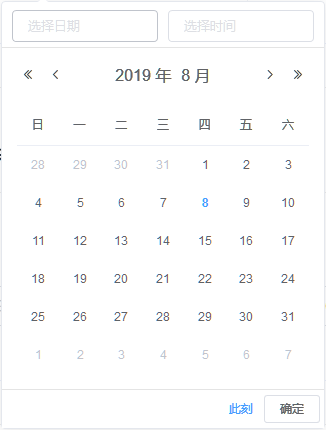 选择日期 选择时间
2019 年 8 月
日 一 二 三 四 五 六
28 29 30 31 1 2 3
4 5 6 7 8 9 10
11 12 13 14 15 16 17
18 19 20 21 22 23 24
25 26 27 28 29 30 31
1 2 3 4 5 6 7
此刻 确定